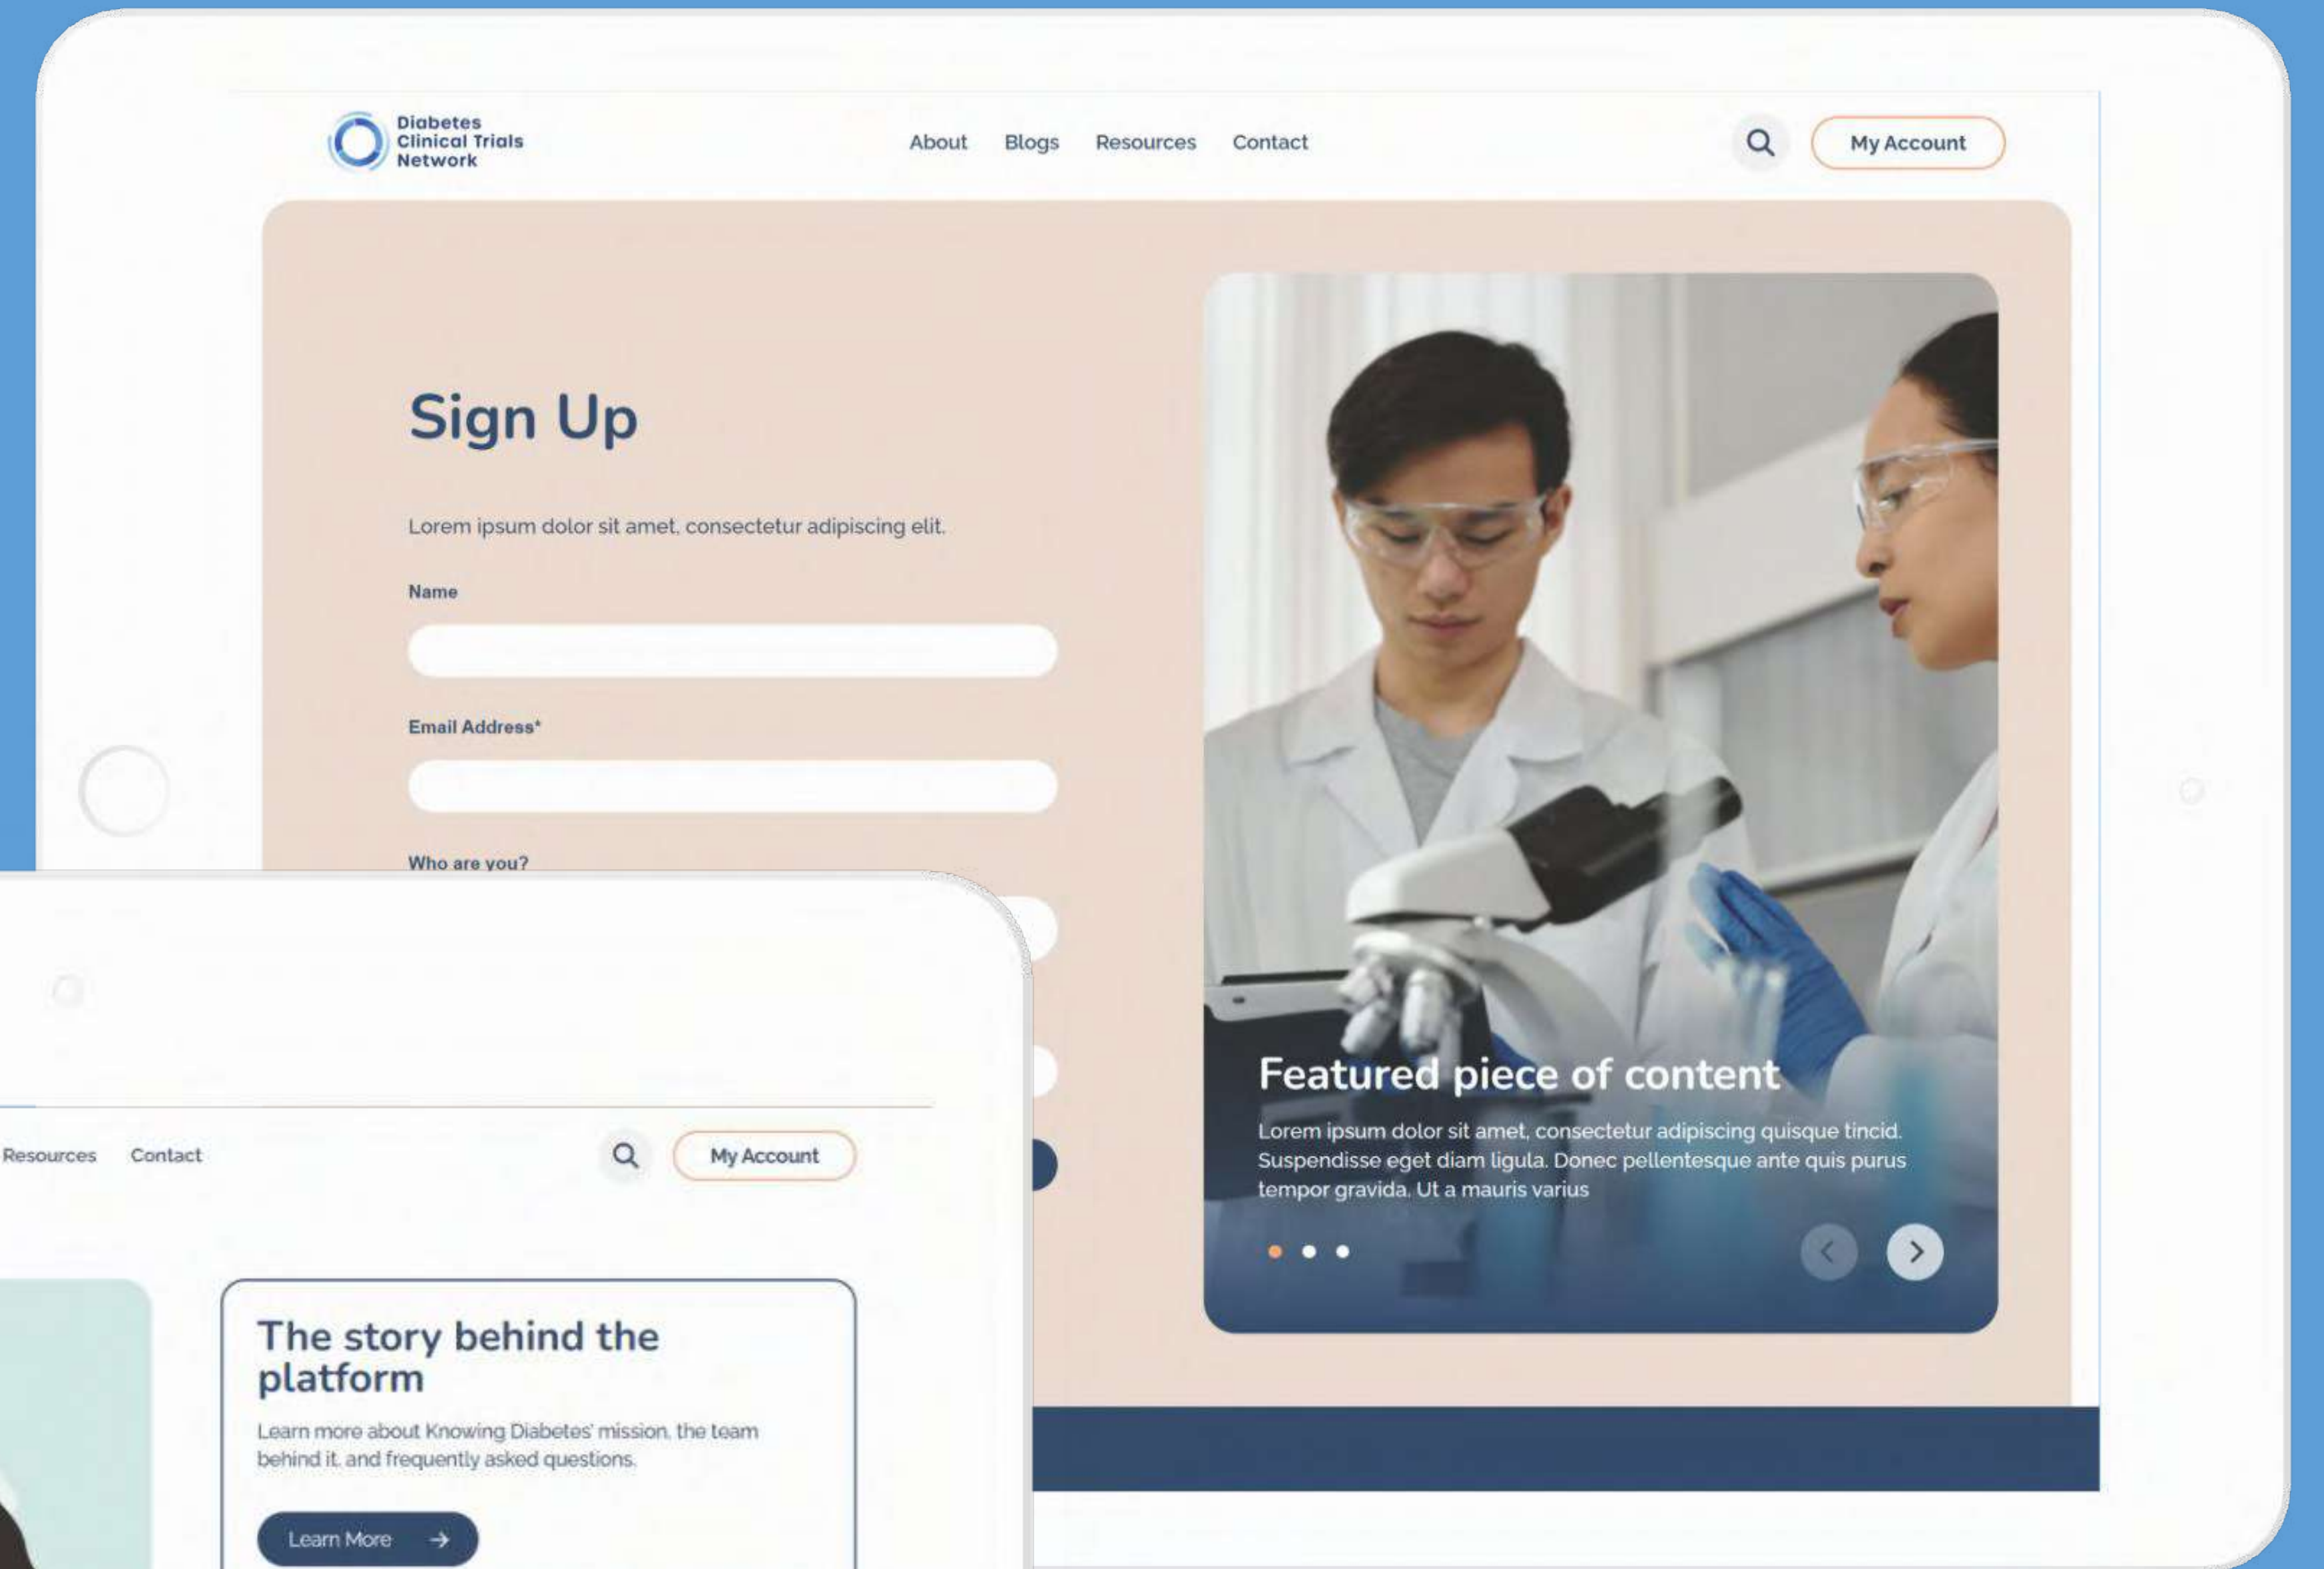 Diabetes
Clinical Trials
Network
About Blogs Resources Contact
My Account
Sign Up
Lorem ipsum dolor sit amet, consectetur adipiscing elit.
Name
Email Address*
Who are you?
Featured piece of content
Lorem ipsum dolor sit amet, consectetur adipiscing quisque tincid.
Suspendisse eget diam ligula. Donec pellentesque ante quis purus
tempor gravida. Ut a mauris varius
Resources Contact
My Account
The story behind the
platform
Learn more about Knowing Diabetes' mission, the team
behind it, and frequently asked questions.
Learn More